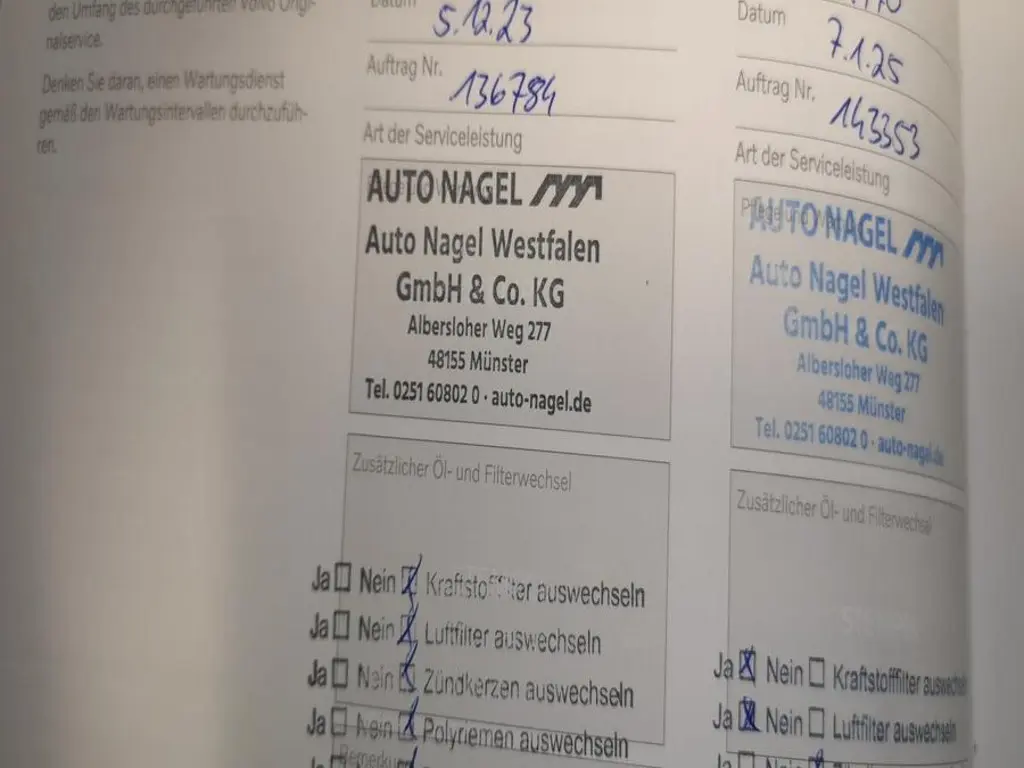 den Umfang des durchgeführten Volvo Origi-
nalservice.
Denken Sie daran, einen Wartungsdienst
gemäß den Wartungsintervallen durchzufüh-
ren.
Datum
5.12.23
Auftrag Nr.
136784
Art der Serviceleistung
AUTO NAGEL
Auto Nagel Westfalen
GmbH & Co. KG
Albersloher Weg 277
48155 Münster
Tel. 0251 60802 0 · auto-nagel.de
Zusätzlicher Öl- und Filterwechsel
Ja Nein Kraftstofffilter auswechseln
Ja Nein Luftfilter auswechseln
Ja Nein Zündkerzen auswechseln
Ja Nein Polyriemen auswechseln
Datum
7.1.25
Auftrag Nr.
143353
Art der Serviceleistung
AUTO NAGEL
Auto Nagel Westfalen
GmbH & Co. KG
Albersloher Weg 277
48155 Münster
Tel. 0251 60802 0 · auto-nagel.de
Zusätzlicher Öl- und Filterwechsel
Ja Nein Kraftstofffilter auswechseln
Ja Nein Luftfilter auswechseln